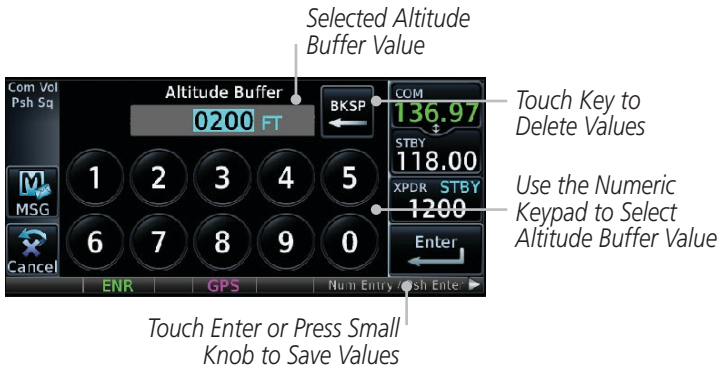 Selected Altitude
Buffer Value
Com Vol
Psh Sq
Altitude Buffer
0200 FT
BKSP
COM
136.97
STBY
118.00
XPDR STBY
1200
MSG
1 2 3 4 5
6 7 8 9 0
Cancel
Enter
ENR GPS Num Entry / Psh Enter
Touch Key to
Delete Values
Use the Numeric
Keypad to Select
Altitude Buffer Value
Touch Enter or Press Small
Knob to Save Values